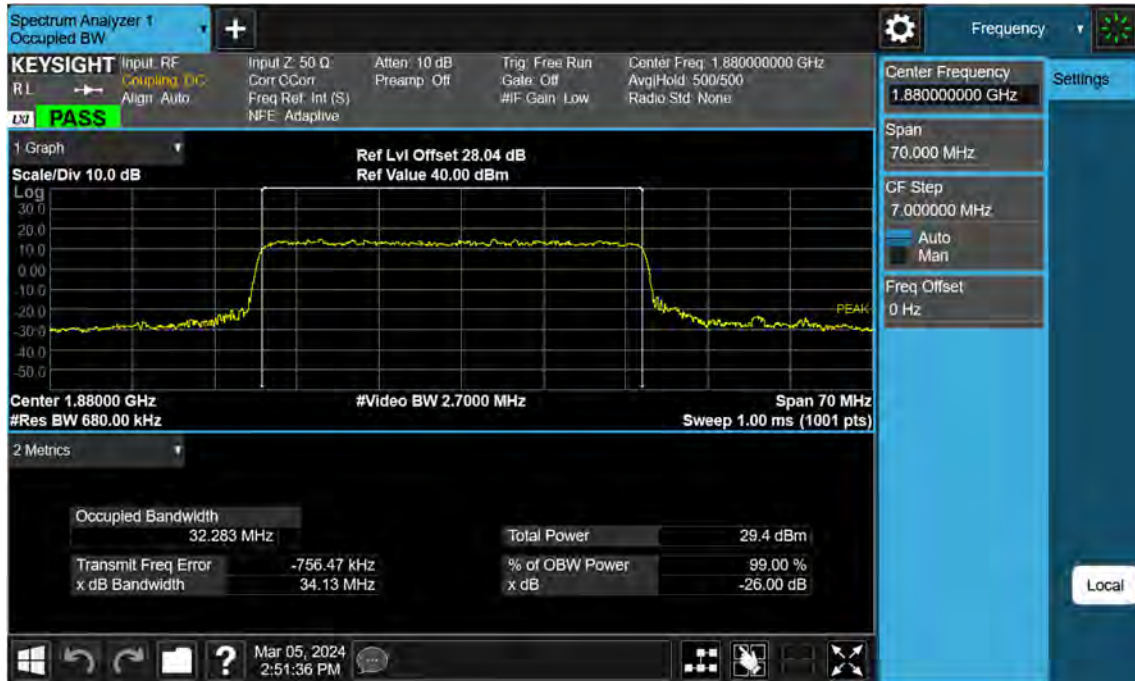 Spectrum Analyzer 1
Occupied BW
Frequency
KEYSIGHT
R L
LXI
PASS
Input: RF
Coupling: DC
Align: Auto
Input Z: 50 Ω
Corr CCorr
Freq Ref: Int (S)
NFE: Adaptive
Atten: 10 dB
Preamp: Off
Trig: Free Run
Gate: Off
#IF Gain: Low
Center Freq: 1.880000000 GHz
Avg|Hold: 500/500
Radio Std: None
Center Frequency
1.880000000 GHz
Settings
Span
70.000 MHz
CF Step
7.000000 MHz
Auto
Man
Freq Offset
0 Hz
1 Graph
Scale/Div 10.0 dB
Ref Lvl Offset 28.04 dB
Ref Value 40.00 dBm
Log
30.0
20.0
10.0
0.00
-10.0
-20.0
-30.0
-40.0
-50.0
PEAK
Center 1.88000 GHz
#Video BW 2.7000 MHz
Span 70 MHz
#Res BW 680.00 kHz
Sweep 1.00 ms (1001 pts)
2 Metrics
Occupied Bandwidth
32.283 MHz
Total Power
29.4 dBm
Transmit Freq Error
-756.47 kHz
% of OBW Power
99.00 %
x dB Bandwidth
34.13 MHz
x dB
-26.00 dB
Local
?
Mar 05, 2024
2:51:36 PM